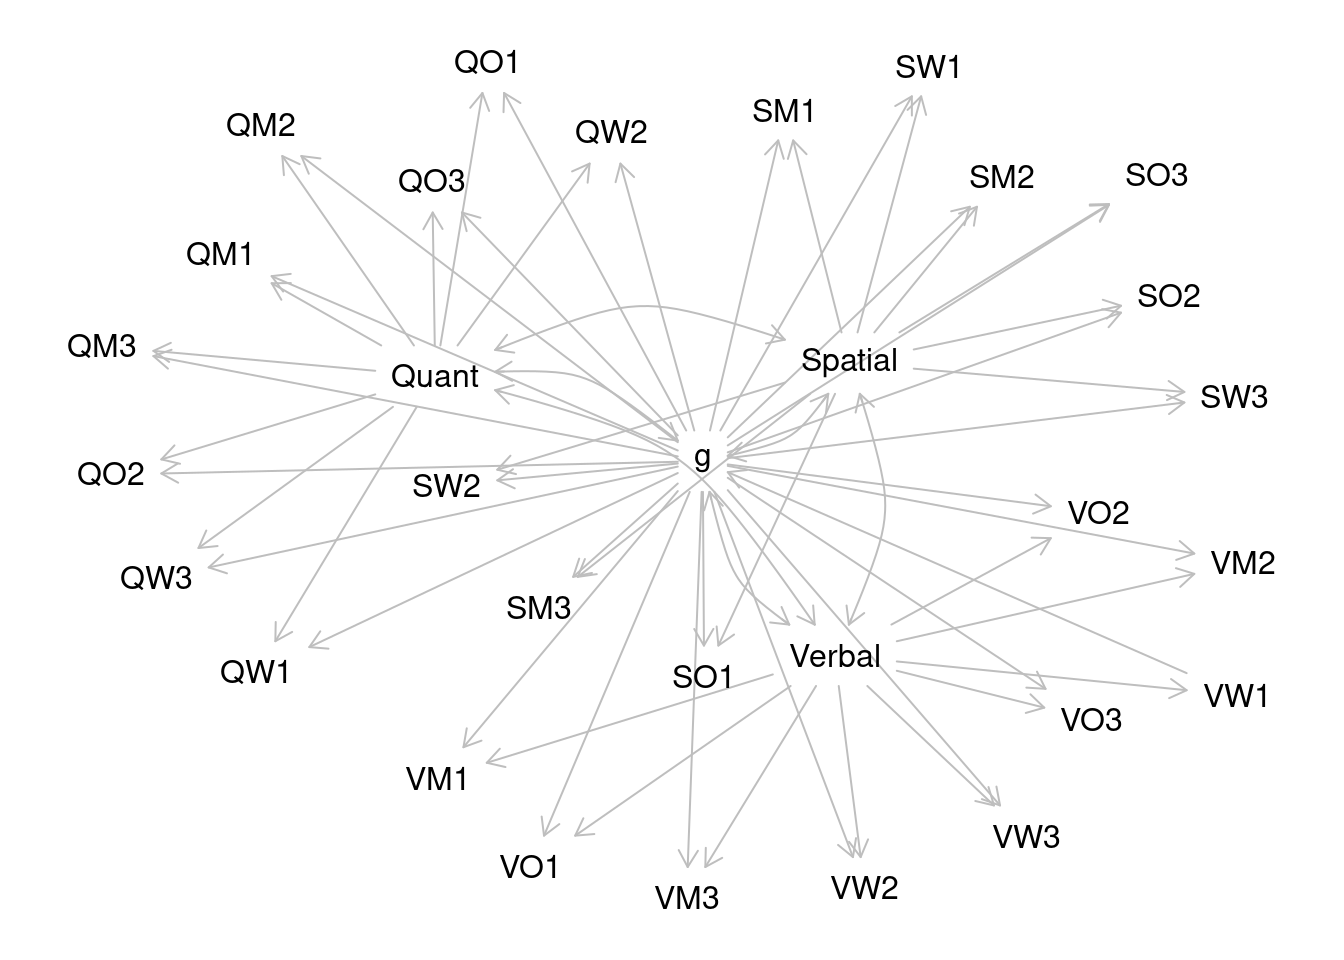 QO1
SW1
SM1
QM2
QW2
SO3
SM2
QO3
QM1
SO2
QM3
Spatial
Quant
SW3
g
QO2
SW2
VO2
VM2
QW3
SM3
Verbal
QW1
SO1
VW1
VO3
VM1
VW3
VO1
VW2
VM3